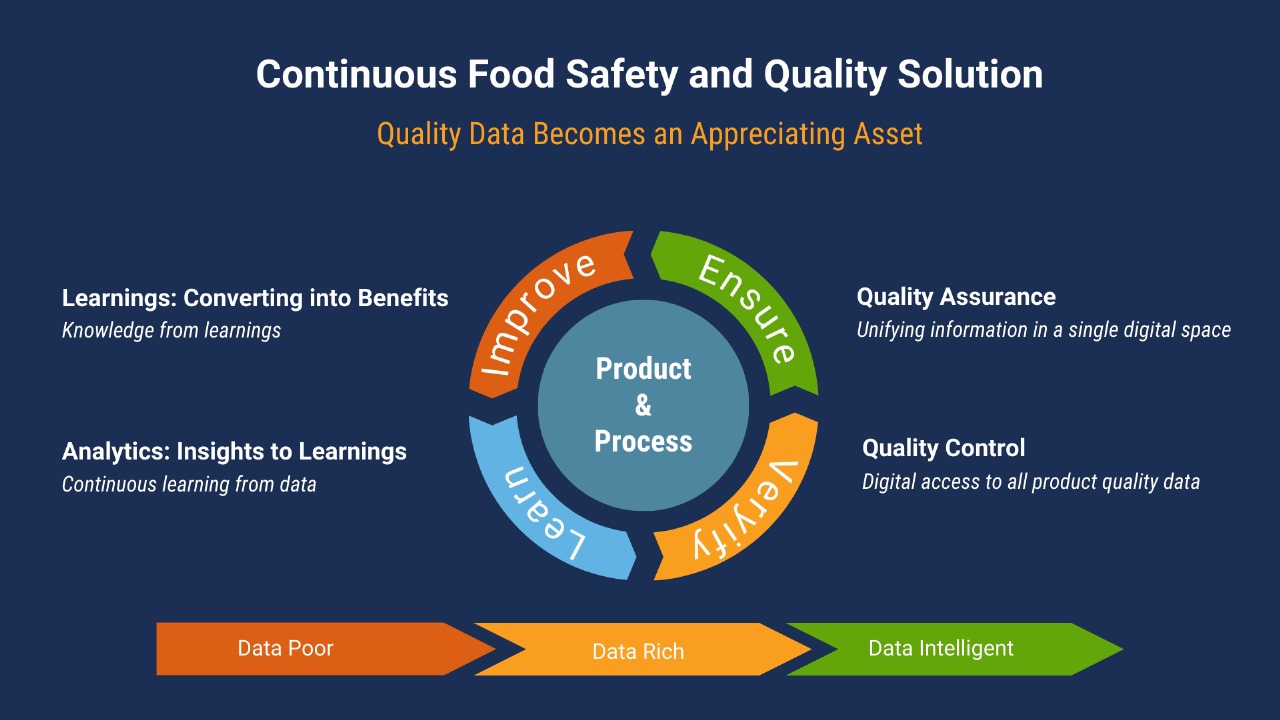 Continuous Food Safety and Quality Solution
Quality Data Becomes an Appreciating Asset
Learnings: Converting into Benefits
Knowledge from learnings
Analytics: Insights to Learnings
Continuous learning from data
Improve
Ensure
Veryify
Learn
Product
&
Process
Quality Assurance
Unifying information in a single digital space
Quality Control
Digital access to all product quality data
Data Poor
Data Rich
Data Intelligent